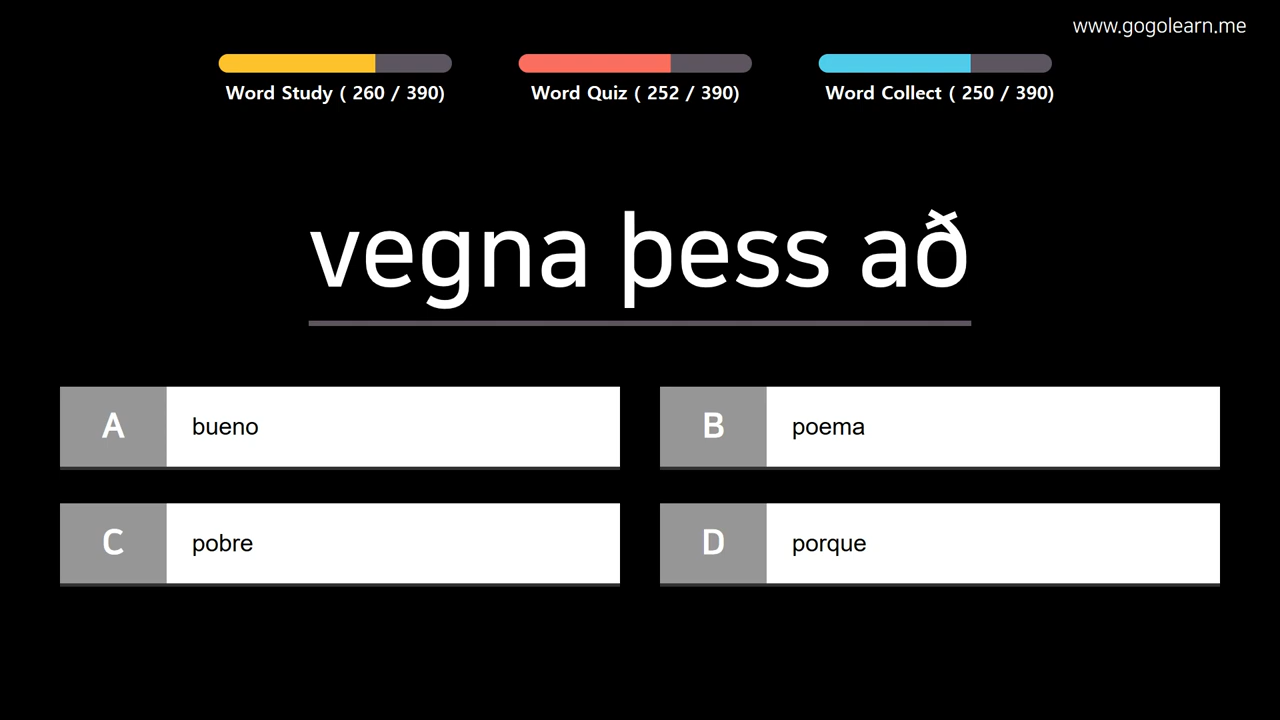 www.gogolearn.me
Word Study ( 260 / 390)
Word Quiz ( 252 / 390)
Word Collect ( 250 / 390)
vegna þess að
A bueno
B poema
C pobre
D porque